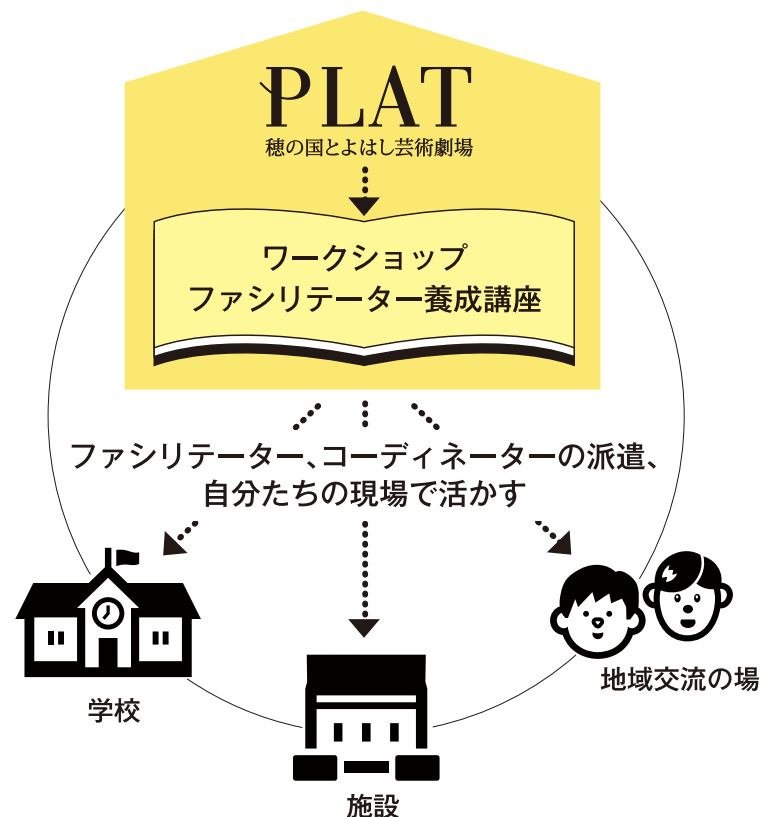 PLAT
穂の国とよはし芸術劇場
ワークショップ
ファシリテーター養成講座
ファシリテーター、コーディネーターの派遣、
自分たちの現場で活かす
学校
施設
地域交流の場